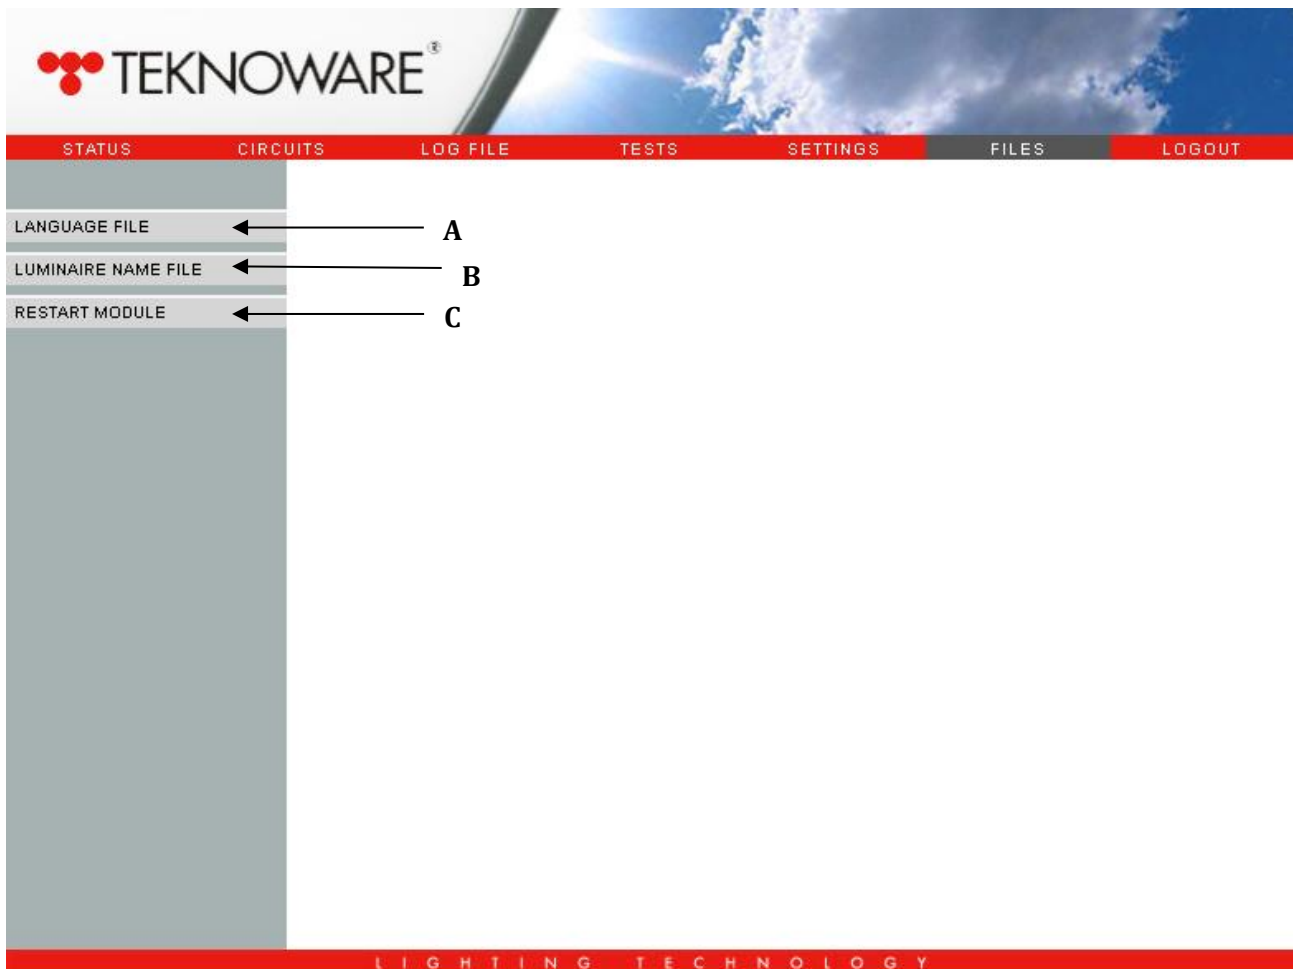 TEKNOWARE®
STATUS CIRCUITS LOG FILE TESTS SETTINGS FILES LOGOUT
LANGUAGE FILE A
LUMINAIRE NAME FILE B
RESTART MODULE C
LIGHTING TECHNOLOGY